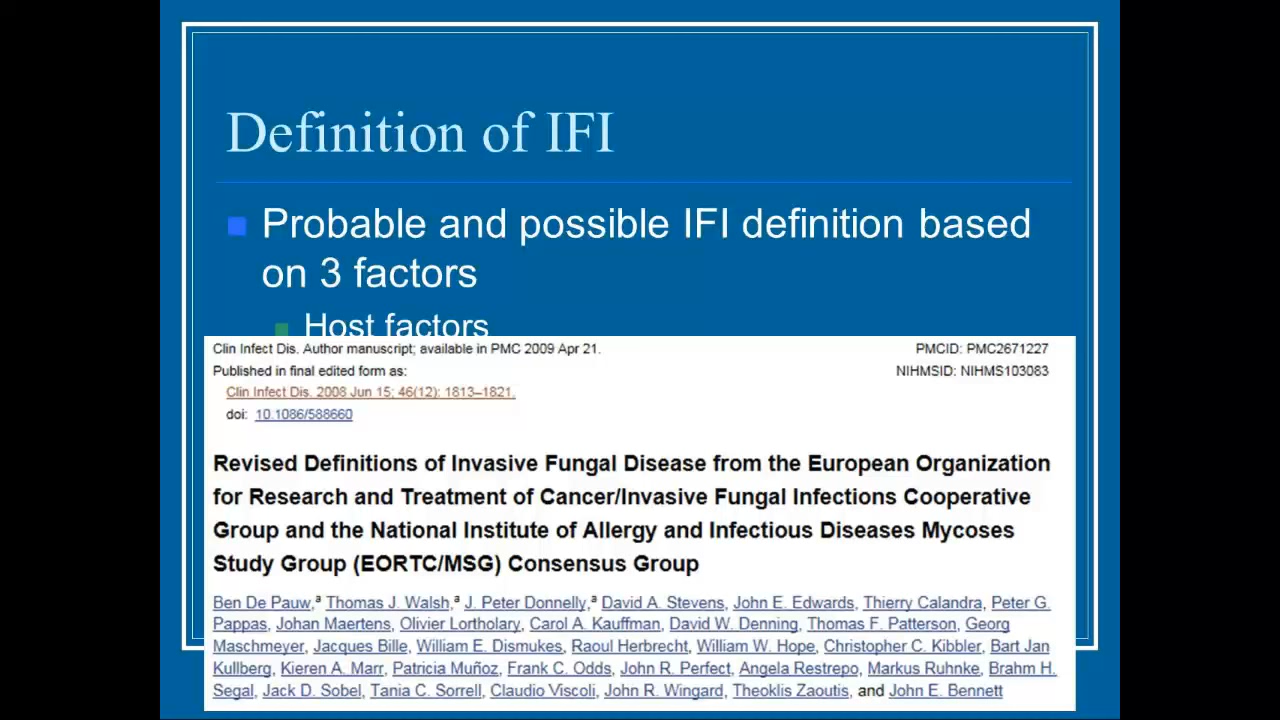 Definition of IFI
Probable and possible IFI definition based
on 3 factors
Host factors
Clin Infect Dis. Author manuscript; available in PMC 2009 Apr 21.
PMCID: PMC2671227
Published in final edited form as:
NIHMSID: NIHMS103083
Clin Infect Dis. 2008 Jun 15; 46(12): 1813–1821.
doi: 10.1086/588660
Revised Definitions of Invasive Fungal Disease from the European Organization
for Research and Treatment of Cancer/Invasive Fungal Infections Cooperative
Group and the National Institute of Allergy and Infectious Diseases Mycoses
Study Group (EORTC/MSG) Consensus Group
Ben De Pauw,a Thomas J. Walsh,a J. Peter Donnelly,a David A. Stevens, John E. Edwards, Thierry Calandra, Peter G.
Pappas, Johan Maertens, Olivier Lortholary, Carol A. Kauffman, David W. Denning, Thomas F. Patterson, Georg
Maschmeyer, Jacques Bille, William E. Dismukes, Raoul Herbrecht, William W. Hope, Christopher C. Kibbler, Bart Jan
Kullberg, Kieren A. Marr, Patricia Muñoz, Frank C. Odds, John R. Perfect, Angela Restrepo, Markus Ruhnke, Brahm H.
Segal, Jack D. Sobel, Tania C. Sorrell, Claudio Viscoli, John R. Wingard, Theoklis Zaoutis, and John E. Bennett